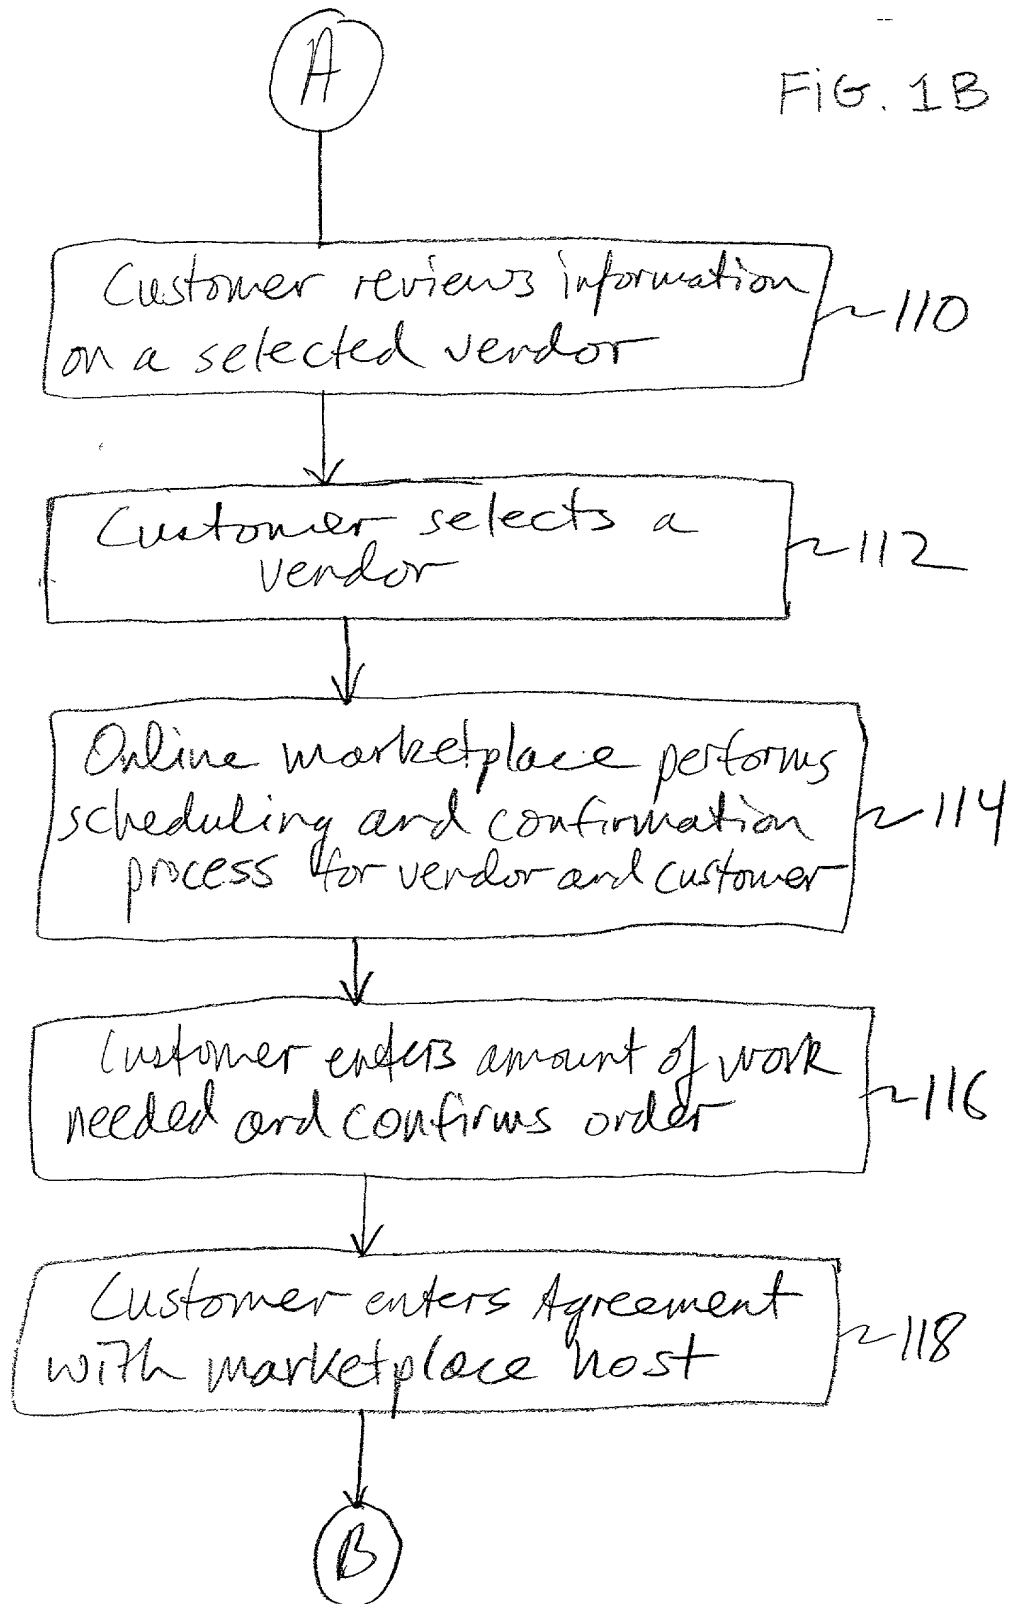 A
FiG. 1B
Customer reviews information
on a selected vendor
110
Customer selects a
vendor
112
Online marketplace performs
scheduling and confirmation
process for vendor and customer
114
Customer enters amount of work
needed and confirms order
116
Customer enters Agreement
with marketplace host
118
B